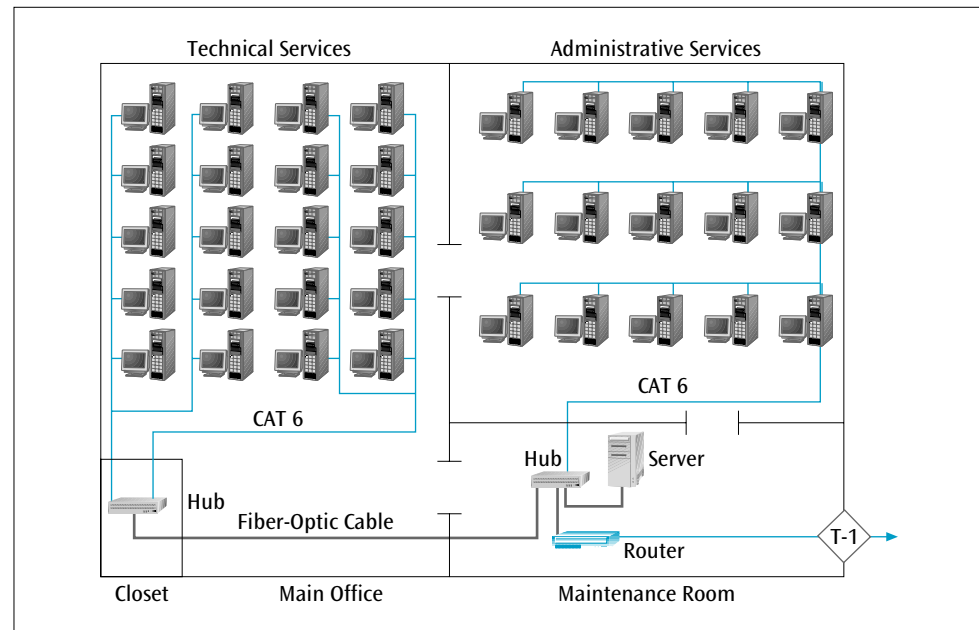 Technical Services
Administrative Services
CAT 6
CAT 6
Hub
Server
Hub
Fiber-Optic Cable
Router
T-1
Closet
Main Office
Maintenance Room